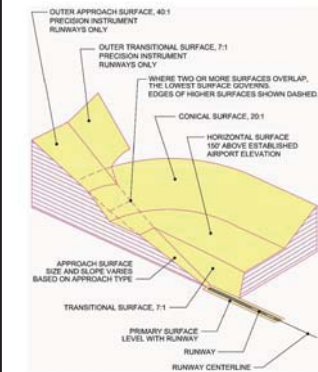 OUTER APPROACH SURFACE, 40:1
PRECISION INSTRUMENT
RUNWAYS ONLY
OUTER TRANSITIONAL SURFACE, 7:1
PRECISION INSTRUMENT
RUNWAYS ONLY
WHERE TWO OR MORE SURFACES OVERLAP,
THE LOWEST SURFACE GOVERNS.
EDGES OF HIGHER SURFACES SHOWN DASHED.
CONICAL SURFACE, 20:1
HORIZONTAL SURFACE
150' ABOVE ESTABLISHED
AIRPORT ELEVATION
APPROACH SURFACE
SIZE AND SLOPE VARIES
BASED ON APPROACH TYPE
TRANSITIONAL SURFACE, 7:1
PRIMARY SURFACE
LEVEL WITH RUNWAY
RUNWAY
RUNWAY CENTERLINE